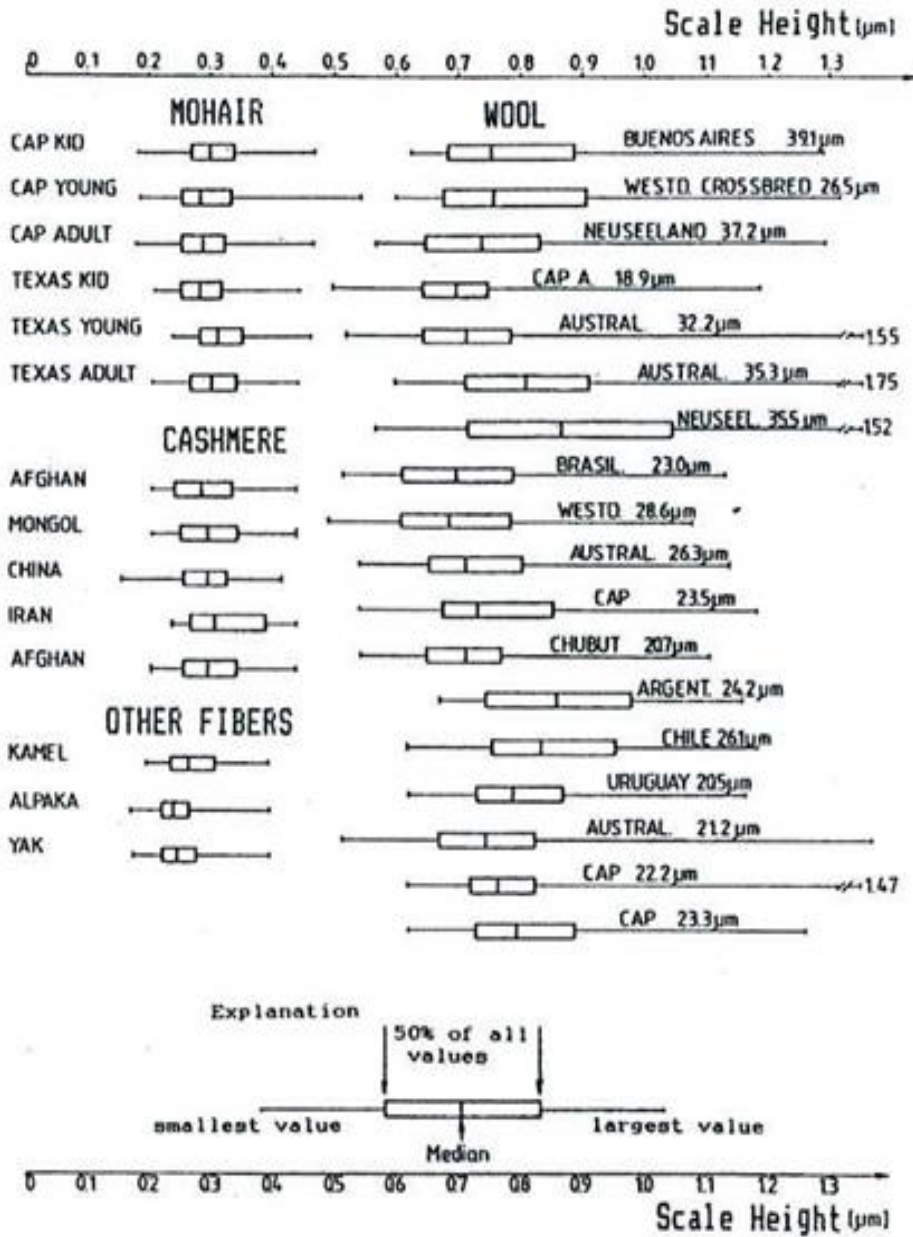 Scale Height [µm]
0 0.1 0.2 0.3 0.4 0.5 0.6 0.7 0.8 0.9 1.0 1.1 1.2 1.3
MOHAIR WOOL
CAP KID BUENOS AIRES 39.1µm
CAP YOUNG WESTD. CROSSBRED 26.5µm
CAP ADULT NEUSEELAND 37.2µm
TEXAS KID CAP A. 18.9µm
TEXAS YOUNG AUSTRAL. 32.2µm 1.55
TEXAS ADULT AUSTRAL. 35.3µm 1.75
NEUSEEL. 35.5µm 1.52
CASHMERE
AFGHAN BRASIL. 23.0µm
MONGOL WESTD. 28.6µm
CHINA AUSTRAL. 26.3µm
IRAN CAP 23.5µm
AFGHAN CHUBUT 20.7µm
ARGENT. 24.2µm
OTHER FIBERS
KAMEL CHILE 26.1µm
ALPAKA URUGUAY 20.5µm
YAK AUSTRAL. 21.2µm
CAP 22.2µm 1.47
CAP 23.3µm
Explanation
50% of all
values
smallest value largest value
Median
0 0.1 0.2 0.3 0.4 0.5 0.6 0.7 0.8 0.9 1.0 1.1 1.2 1.3
Scale Height [µm]